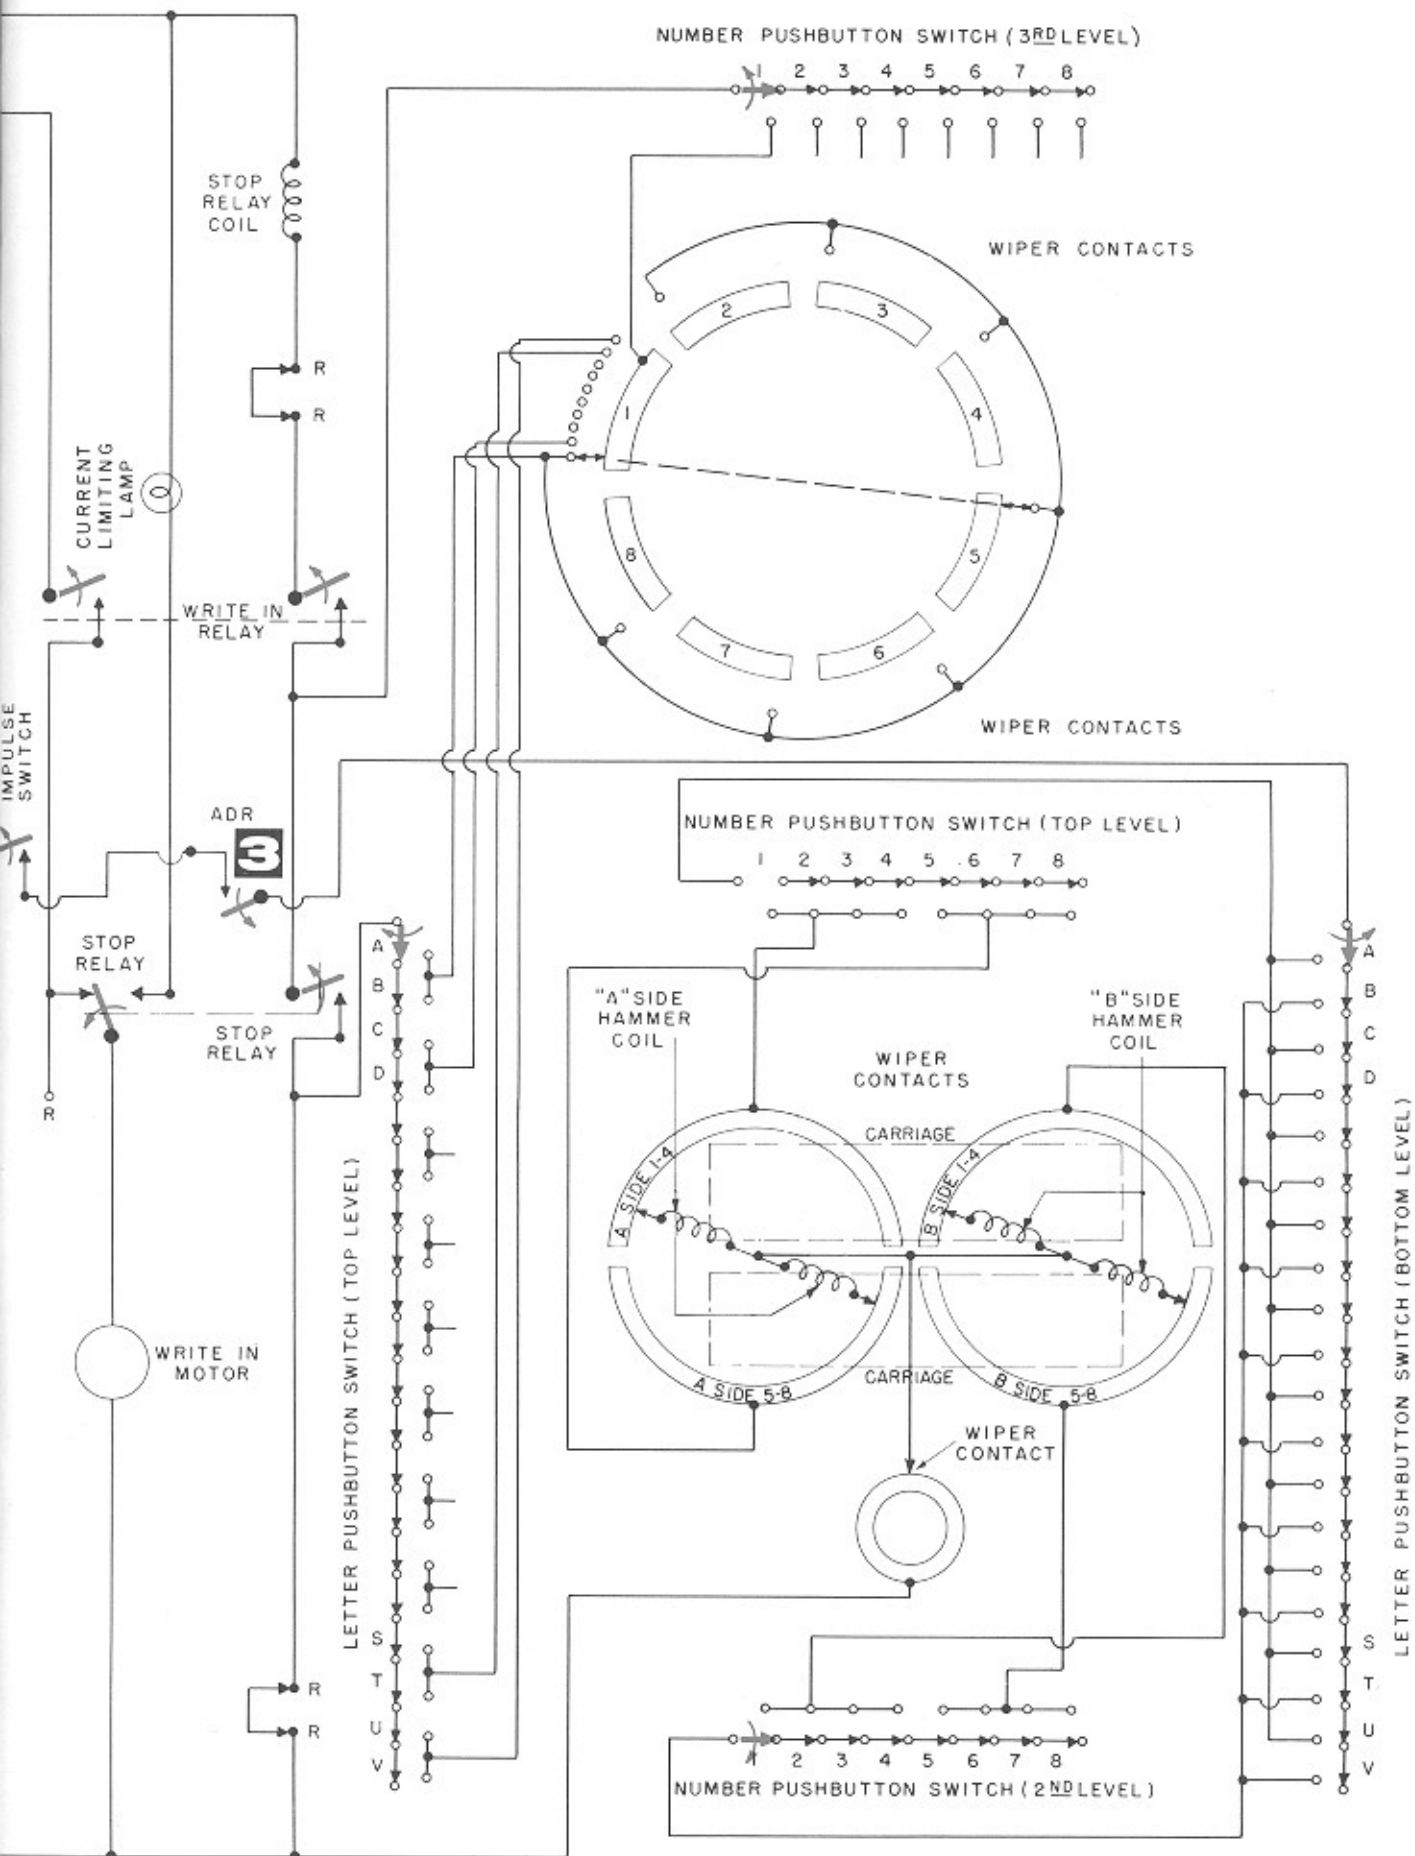 NUMBER PUSHBUTTON SWITCH (3RD LEVEL)
1 2 3 4 5 6 7 8
STOP
RELAY
COIL
WIPER CONTACTS
2
3
R
1
4
R
CURRENT
LIMITING
LAMP
8
5
WRITE IN
RELAY
7
6
IMPULSE
SWITCH
WIPER CONTACTS
ADR
3
NUMBER PUSHBUTTON SWITCH (TOP LEVEL)
1 2 3 4 5 6 7 8
STOP
RELAY
A
B
C
D
STOP
RELAY
R
"A" SIDE
HAMMER
COIL
"B" SIDE
HAMMER
COIL
WIPER
CONTACTS
A
B
C
D
CARRIAGE
A SIDE 1-4
B SIDE 1-4
LETTER PUSHBUTTON SWITCH (TOP LEVEL)
LETTER PUSHBUTTON SWITCH (BOTTOM LEVEL)
WRITE IN
MOTOR
CARRIAGE
A SIDE 5-8
B SIDE 5-8
WIPER
CONTACT
S
T
U
V
S
T
U
V
R
R
1 2 3 4 5 6 7 8
NUMBER PUSHBUTTON SWITCH (2ND LEVEL)